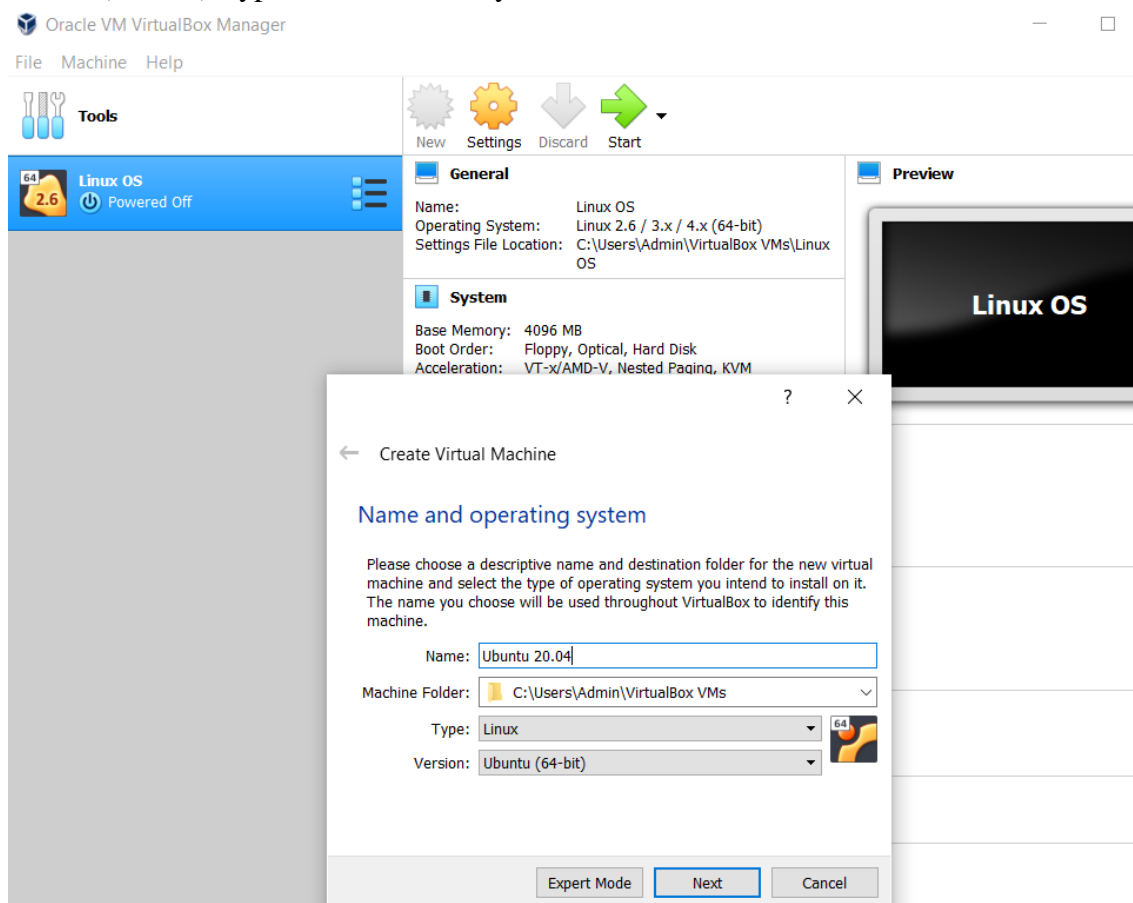 Oracle VM VirtualBox Manager
File Machine Help
Tools
New Settings Discard Start
64
2.6
Linux OS
Powered Off
General
Name: Linux OS
Operating System: Linux 2.6 / 3.x / 4.x (64-bit)
Settings File Location: C:\Users\Admin\VirtualBox VMs\Linux
OS
System
Base Memory: 4096 MB
Boot Order: Floppy, Optical, Hard Disk
Acceleration: VT-x/AMD-V, Nested Paging, KVM
Preview
Linux OS
?
Create Virtual Machine
Name and operating system
Please choose a descriptive name and destination folder for the new virtual
machine and select the type of operating system you intend to install on it.
The name you choose will be used throughout VirtualBox to identify this
machine.
Name: Ubuntu 20.04
Machine Folder: C:\Users\Admin\VirtualBox VMs
Type: Linux
64
Version: Ubuntu (64-bit)
Expert Mode Next Cancel